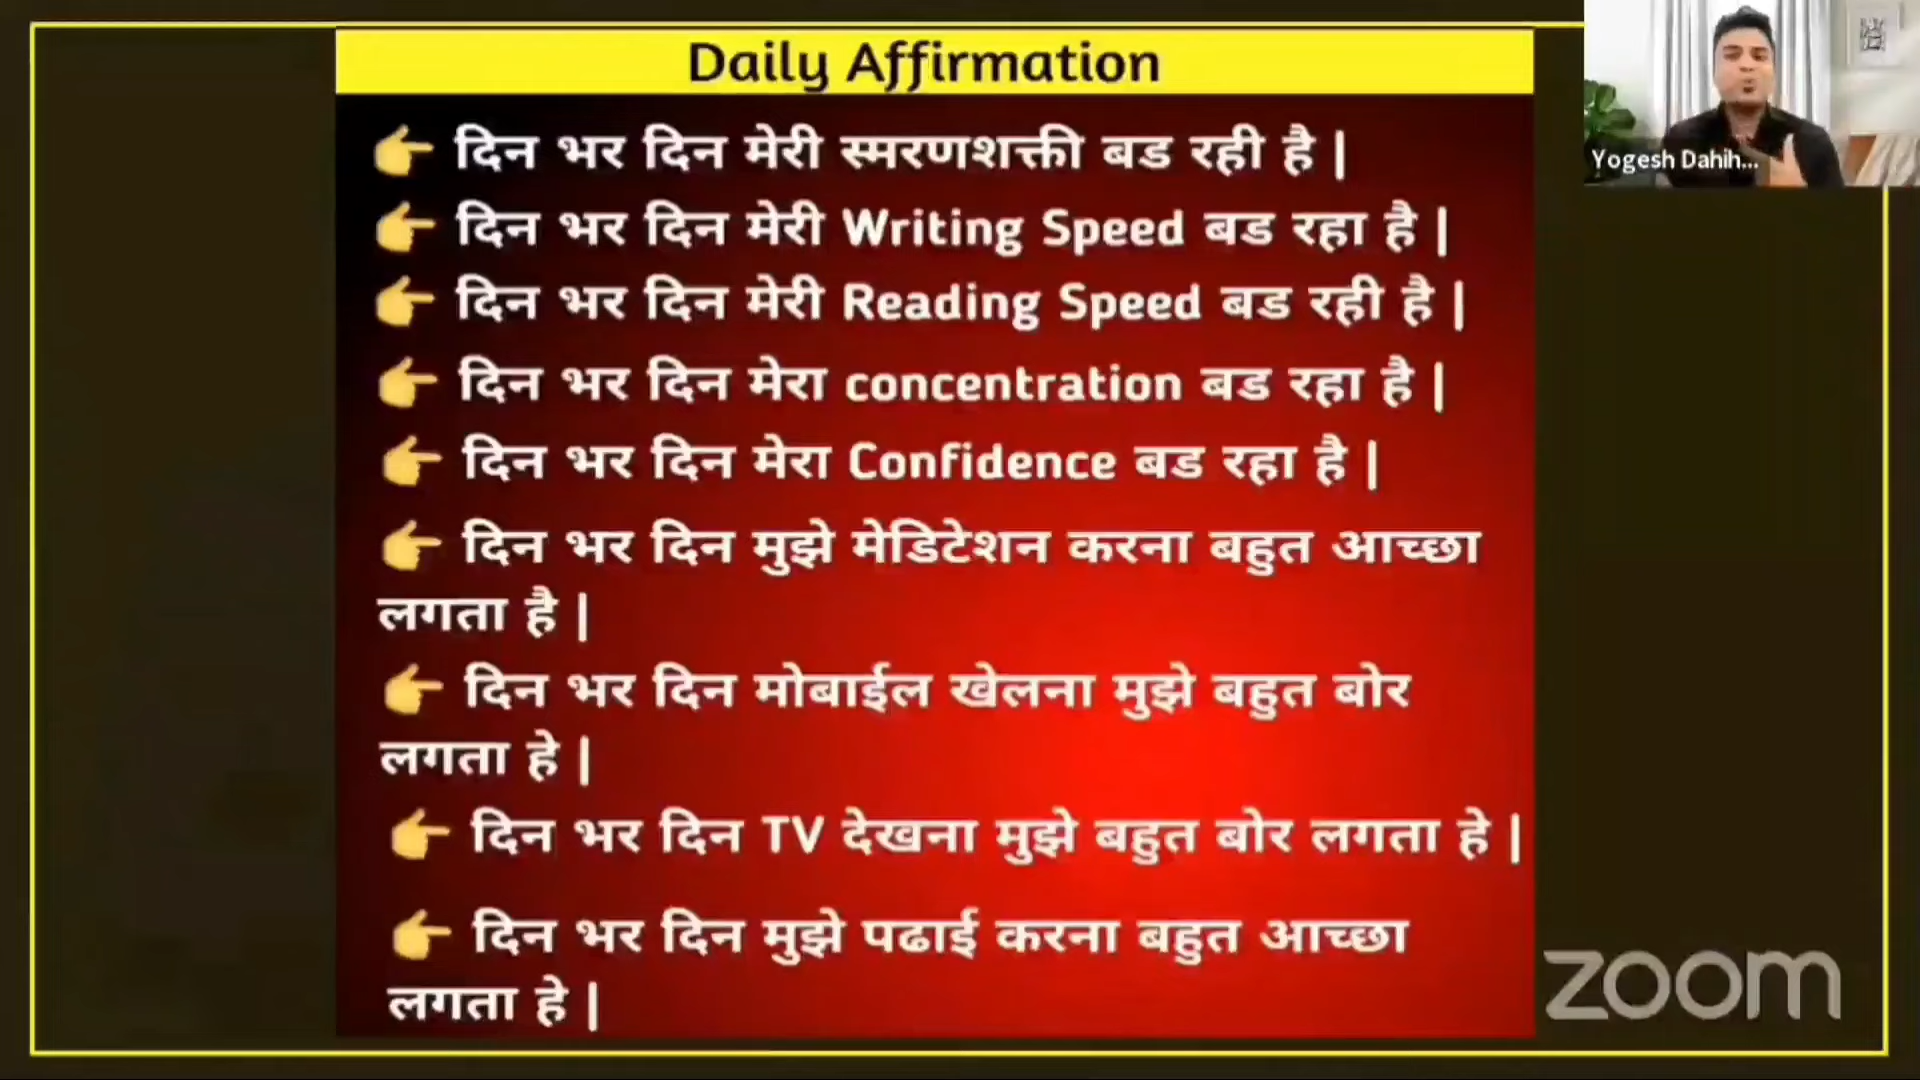 Daily Affirmation
Yogesh Dahih...
👉 दिन भर दिन मेरी स्मरणशक्ती बड रही है |
👉 दिन भर दिन मेरी Writing Speed बड रहा है |
👉 दिन भर दिन मेरी Reading Speed बड रही है |
👉 दिन भर दिन मेरा concentration बड रहा है |
👉 दिन भर दिन मेरा Confidence बड रहा है |
👉 दिन भर दिन मुझे मेडिटेशन करना बहुत आच्छा
लगता है |
👉 दिन भर दिन मोबाईल खेलना मुझे बहुत बोर
लगता हे |
👉 दिन भर दिन TV देखना मुझे बहुत बोर लगता हे |
👉 दिन भर दिन मुझे पढाई करना बहुत आच्छा
लगता हे |
zoom